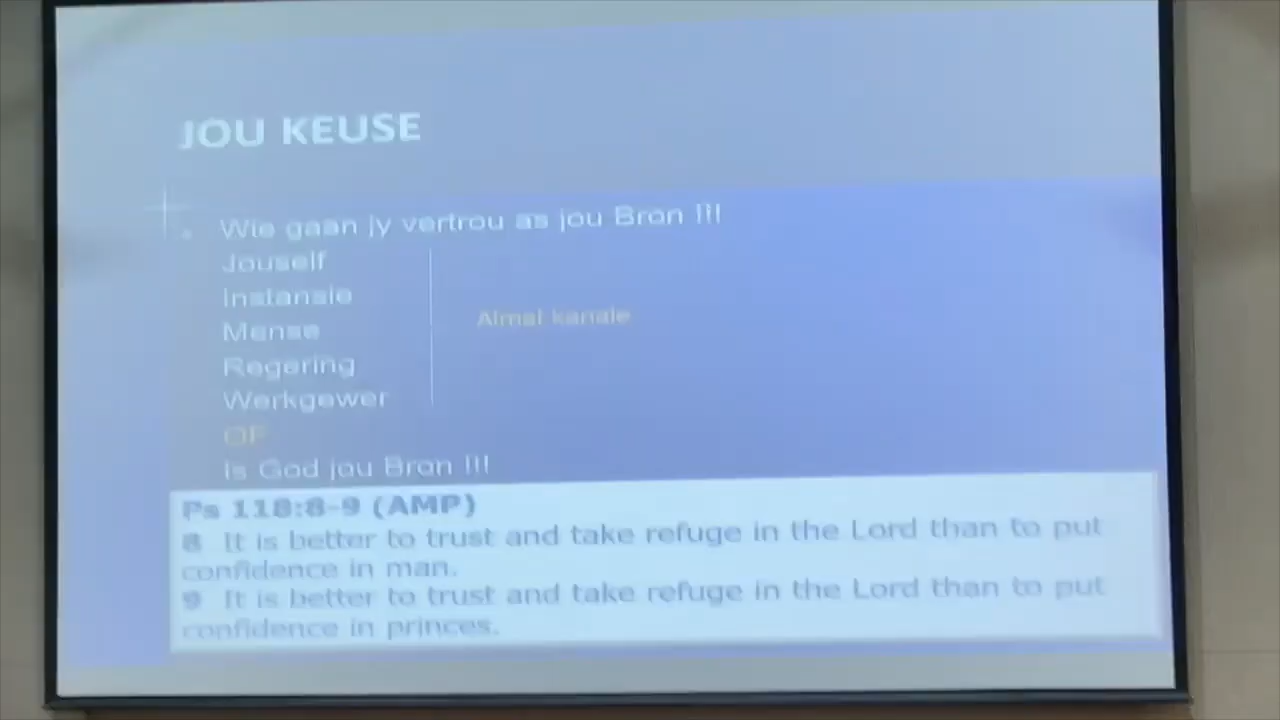 JOU KEUSE
Wie gaan jy vertrou as jou Bron !!!
Jouself
Instansie
Mense
Almal kanale
Regering
Werkgewer
OF
Is God jou Bron !!!
Ps 118:8-9 (AMP)
8 It is better to trust and take refuge in the Lord than to put
confidence in man.
9 It is better to trust and take refuge in the Lord than to put
confidence in princes.